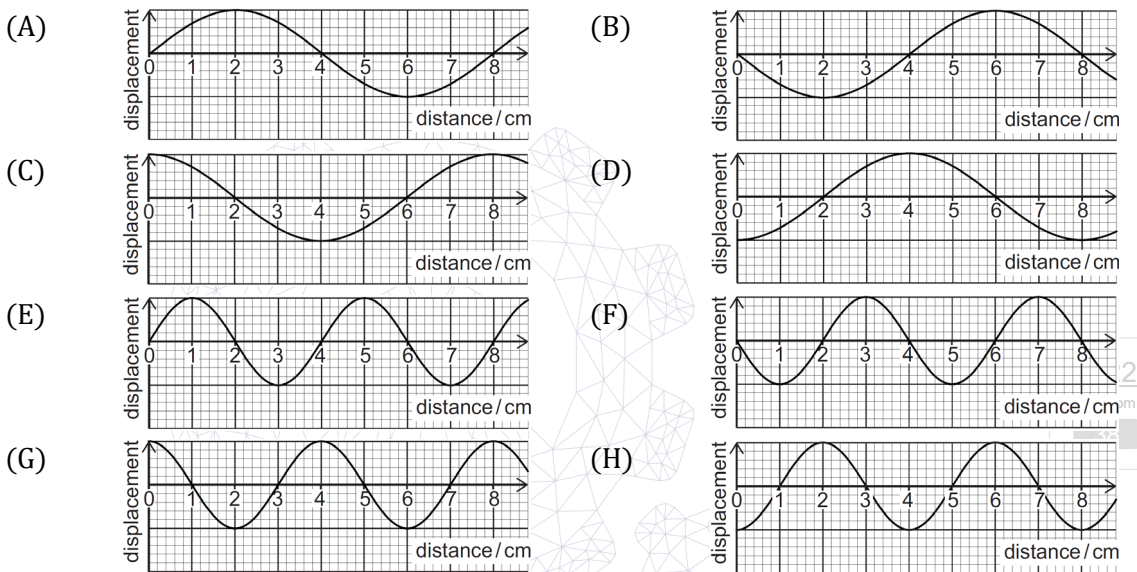 (A)
displacement
0 1 2 3 4 5 6 7 8
distance / cm
(B)
displacement
0 1 2 3 4 5 6 7 8
distance / cm
(C)
displacement
0 1 2 3 4 5 6 7 8
distance / cm
(D)
displacement
0 1 2 3 4 5 6 7 8
distance / cm
(E)
displacement
0 1 2 3 4 5 6 7 8
distance / cm
(F)
displacement
0 1 2 3 4 5 6 7 8
distance / cm
2
om
(G)
displacement
0 1 2 3 4 5 6 7 8
distance / cm
(H)
displacement
0 1 2 3 4 5 6 7 8
distance / cm